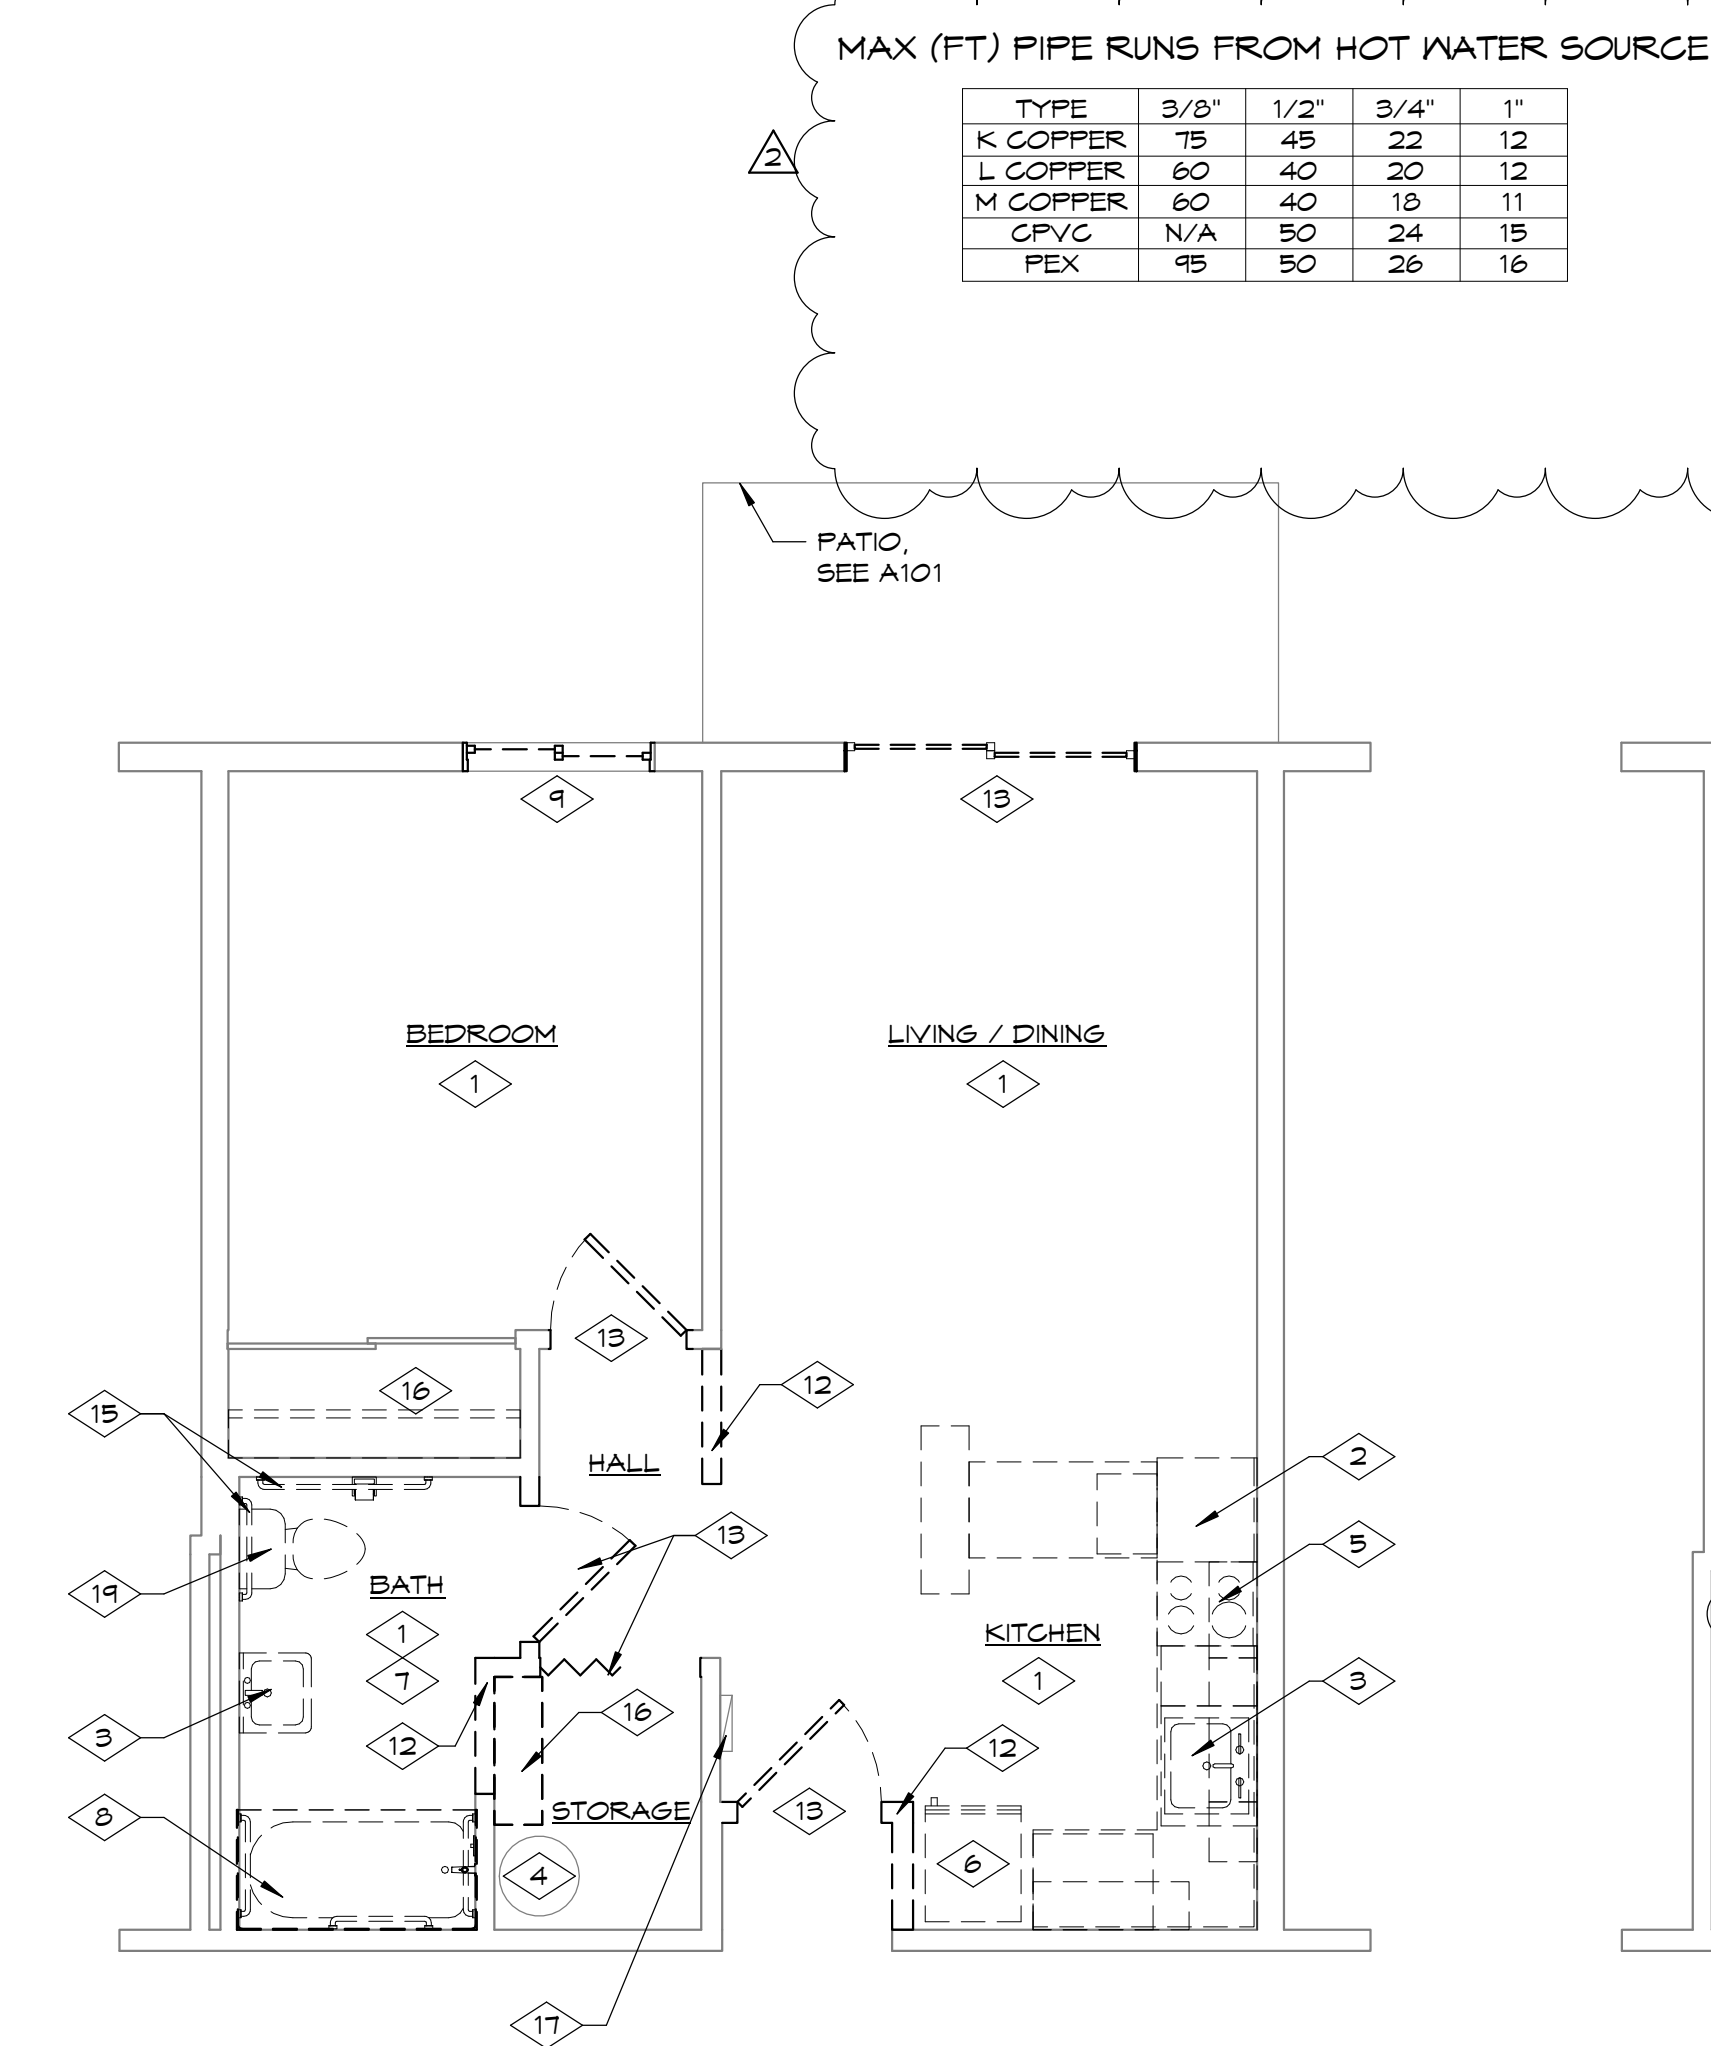 MAX (FT) PIPE RUNS FROM HOT WATER SOURCE
TYPE 3/8" 1/2" 3/4" 1"
K COPPER 75 45 22 12
L COPPER 60 40 20 12
M COPPER 60 40 18 11
CPVC N/A 50 24 15
PEX 95 50 26 16
2
PATIO,
SEE A101
9
13
BEDROOM
LIVING / DINING
1
1
13
12
16
15
HALL
2
13
5
19
BATH
1
KITCHEN
7
1
3
16
3
12
12
8
STORAGE
13
4
6
17